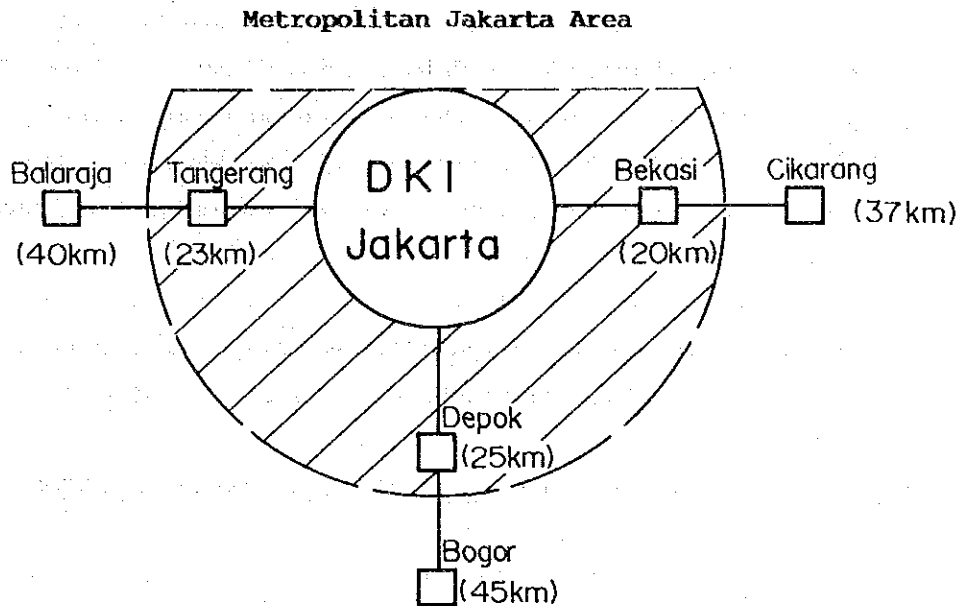 Metropolitan Jakarta Area
DKI
Jakarta
Balaraja
(40km)
Tangerang
(23km)
Bekasi
(20km)
Cikarang
(37km)
Depok
(25km)
Bogor
(45km)